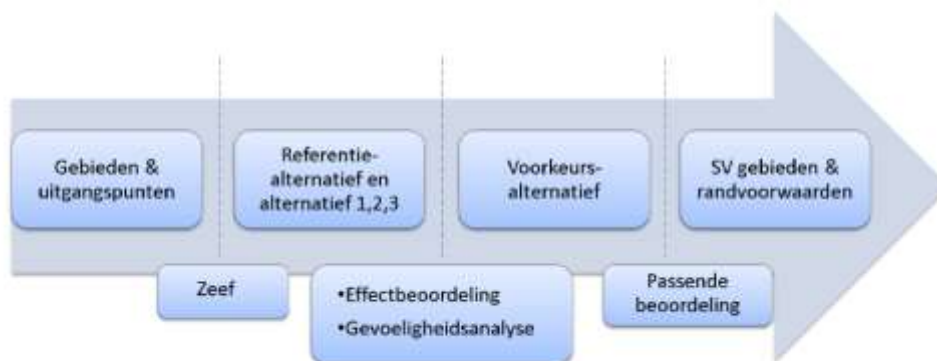 Gebieden &
uitgangspunten
Referentie-
alternatief en
alternatief 1,2,3
Voorkeurs-
alternatief
SV gebieden &
randvoorwaarden
Zeef
•Effectbeoordeling
•Gevoeligheidsanalyse
Passende
beoordeling